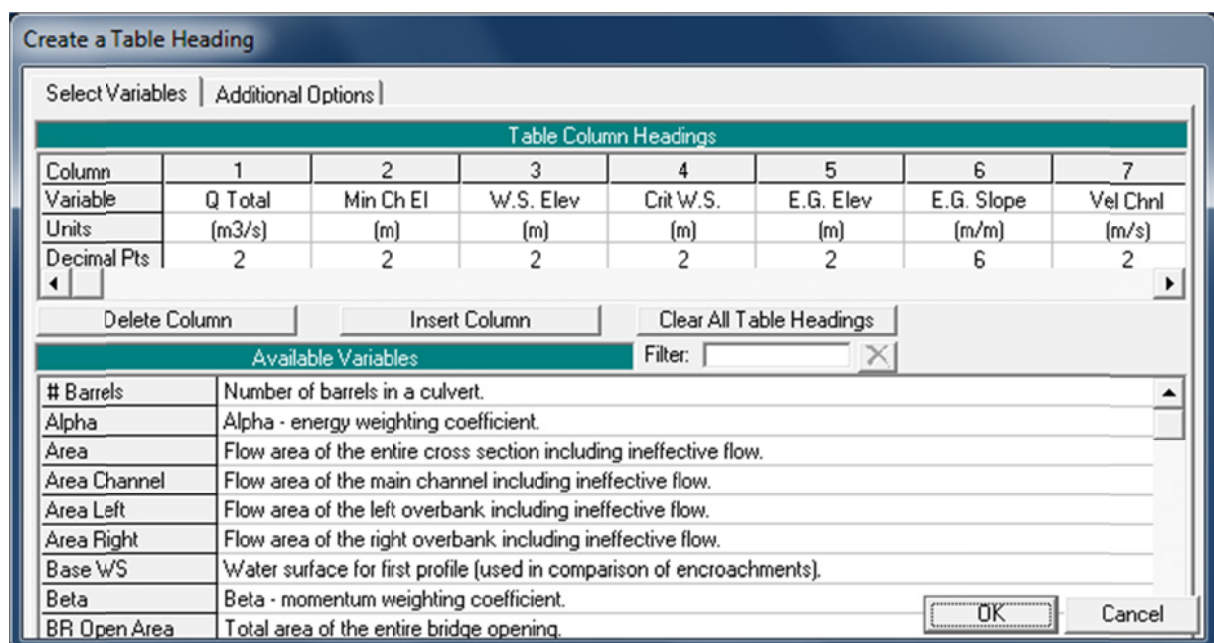 Create a Table Heading
Select Variables Additional Options
Table Column Headings
Column 1 2 3 4 5 6 7
Variable Q Total Min Ch El W.S. Elev Crit W.S. E.G. Elev E.G. Slope Vel Chnl
Units (m3/s) (m) (m) (m) (m) (m/m) (m/s)
Decimal Pts 2 2 2 2 2 6 2
Delete Column Insert Column Clear All Table Headings
Available Variables Filter:
# Barrels Number of barrels in a culvert.
Alpha Alpha - energy weighting coefficient.
Area Flow area of the entire cross section including ineffective flow.
Area Channel Flow area of the main channel including ineffective flow.
Area Left Flow area of the left overbank including ineffective flow.
Area Right Flow area of the right overbank including ineffective flow.
Base WS Water surface for first profile (used in comparison of encroachments).
Beta Beta - momentum weighting coefficient.
BR Open Area Total area of the entire bridge opening.
OK Cancel